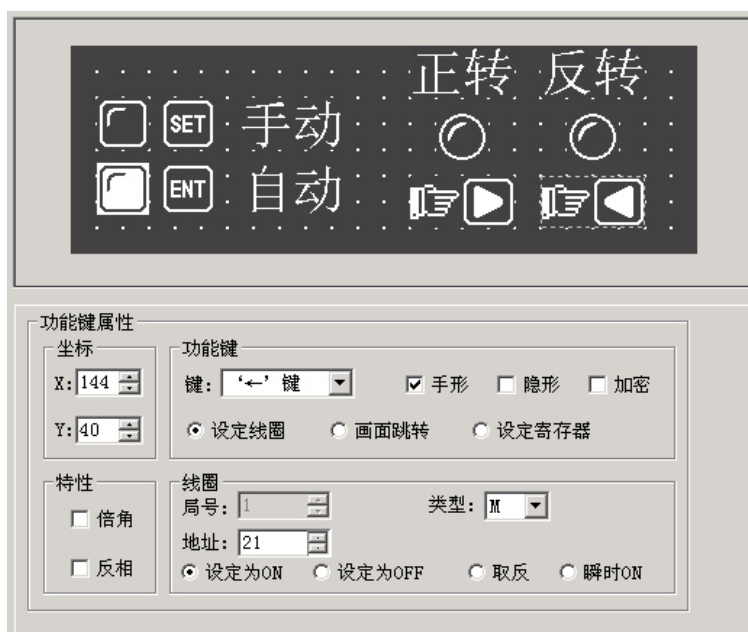 正转 反转
SET 手动
ENT 自动
功能键属性
坐标 功能键
X: 144 键: ‘←’键 手形 隐形 加密
Y: 40 设定线圈 画面跳转 设定寄存器
特性 线圈
局号: 1 类型: M
倍角
地址: 21
反相 设定为ON 设定为OFF 取反 瞬时ON